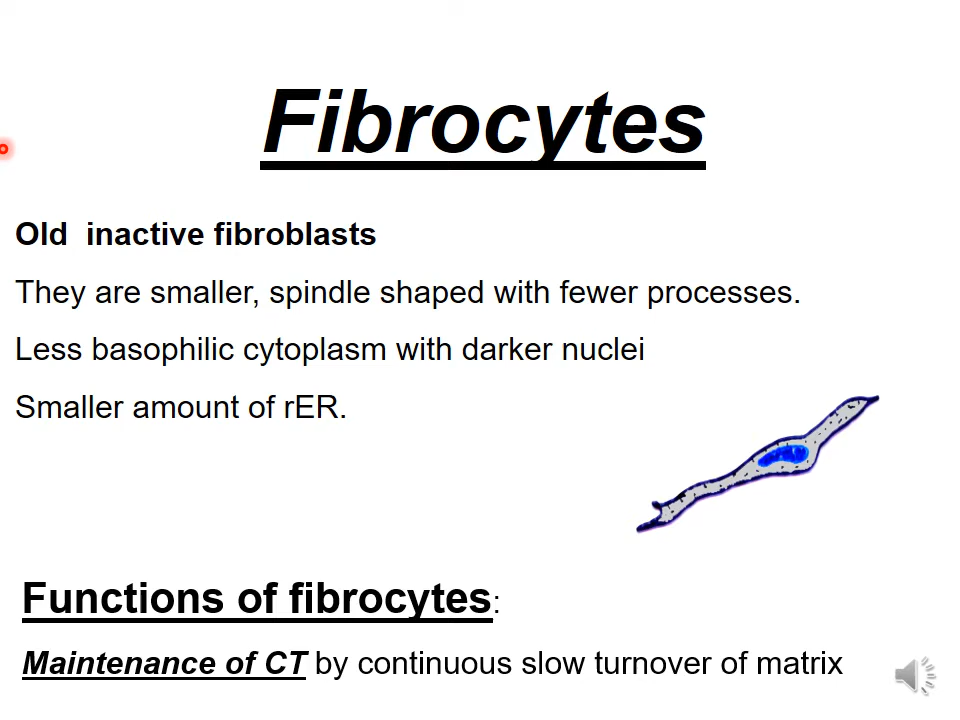 Fibrocytes
Old  inactive fibroblasts
They are smaller, spindle shaped with fewer processes.
Less basophilic cytoplasm with darker nuclei
Smaller amount of rER.
Functions of fibrocytes:
Maintenance of CT by continuous slow turnover of matrix